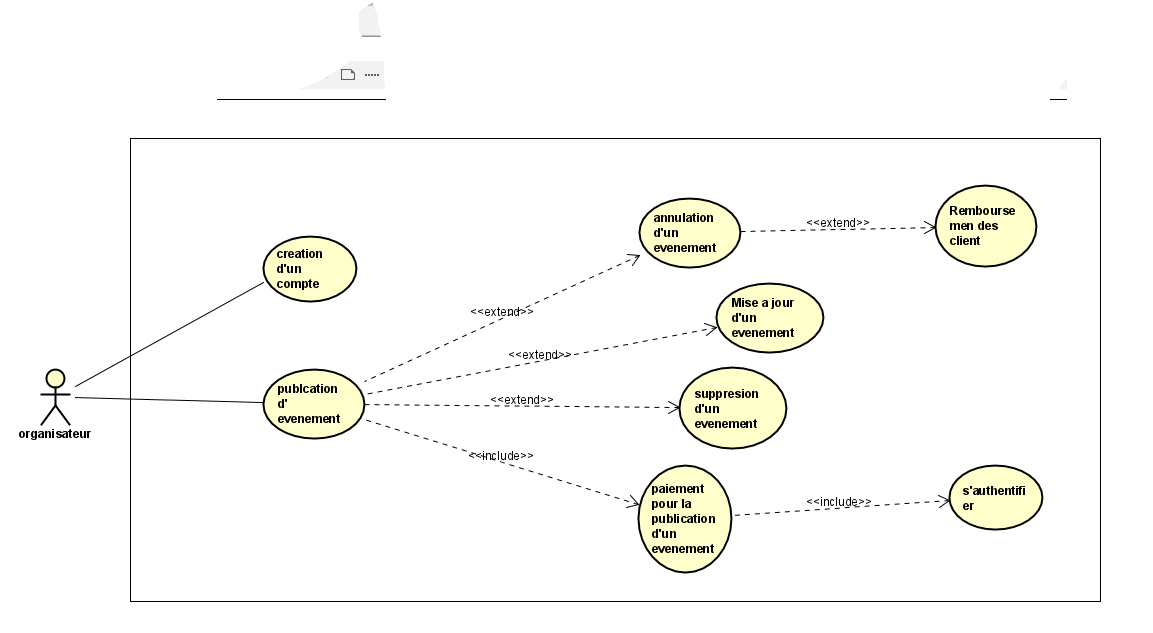 annulation
d'un
evenement
<<extend>>
Rembourse
men des
client
creation
d'un
compte
<<extend>>
Mise a jour
d'un
evenement
<<extend>>
organisateur
publcation
d'
evenement
<<extend>>
suppresion
d'un
evenement
<<include>>
paiement
pour la
publication
d'un
evenement
<<include>>
s'authentifi
er